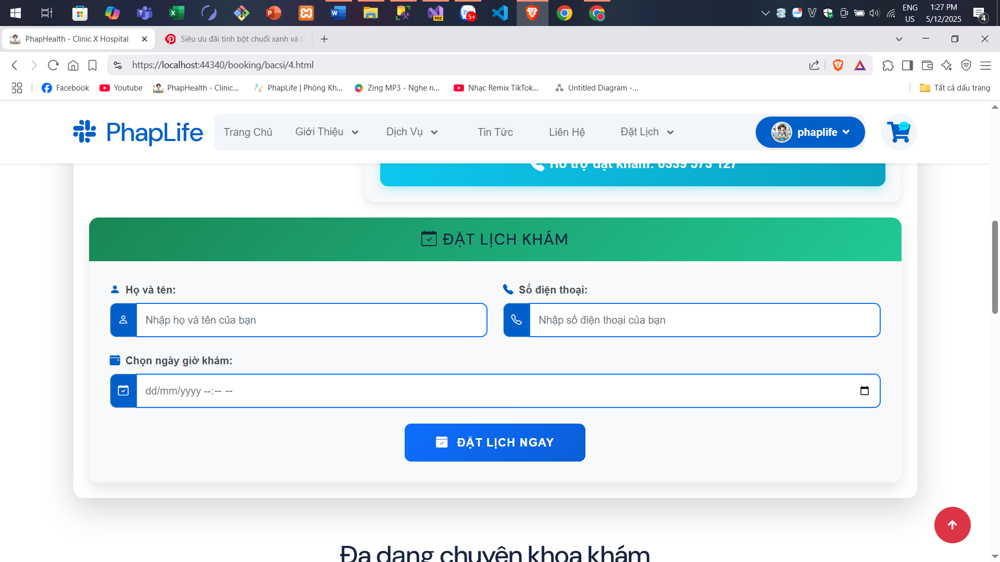 ENG
US
1:27 PM
5/12/2025
4
5+
PhapHealth - Clinic X Hospital
Siêu ưu đãi tinh bột chuối xanh và ti
https://localhost:44340/booking/bacsi/4.html
Facebook
Youtube
PhapHealth - Clinic...
PhapLife | Phòng Kh...
Zing MP3 - Nghe n...
Nhạc Remix TikTok...
Untitled Diagram -...
Tất cả dấu trang
PhapLife
Trang Chủ
Giới Thiệu
Dịch Vụ
Tin Tức
Liên Hệ
Đặt Lịch
phaplife
Hỗ trợ đặt khám: 0339 573 127
ĐẶT LỊCH KHÁM
Họ và tên:
Số điện thoại:
Nhập họ và tên của bạn
Nhập số điện thoại của bạn
Chọn ngày giờ khám:
dd/mm/yyyy --:-- --
ĐẶT LỊCH NGAY
Đa dạng chuyên khoa khám